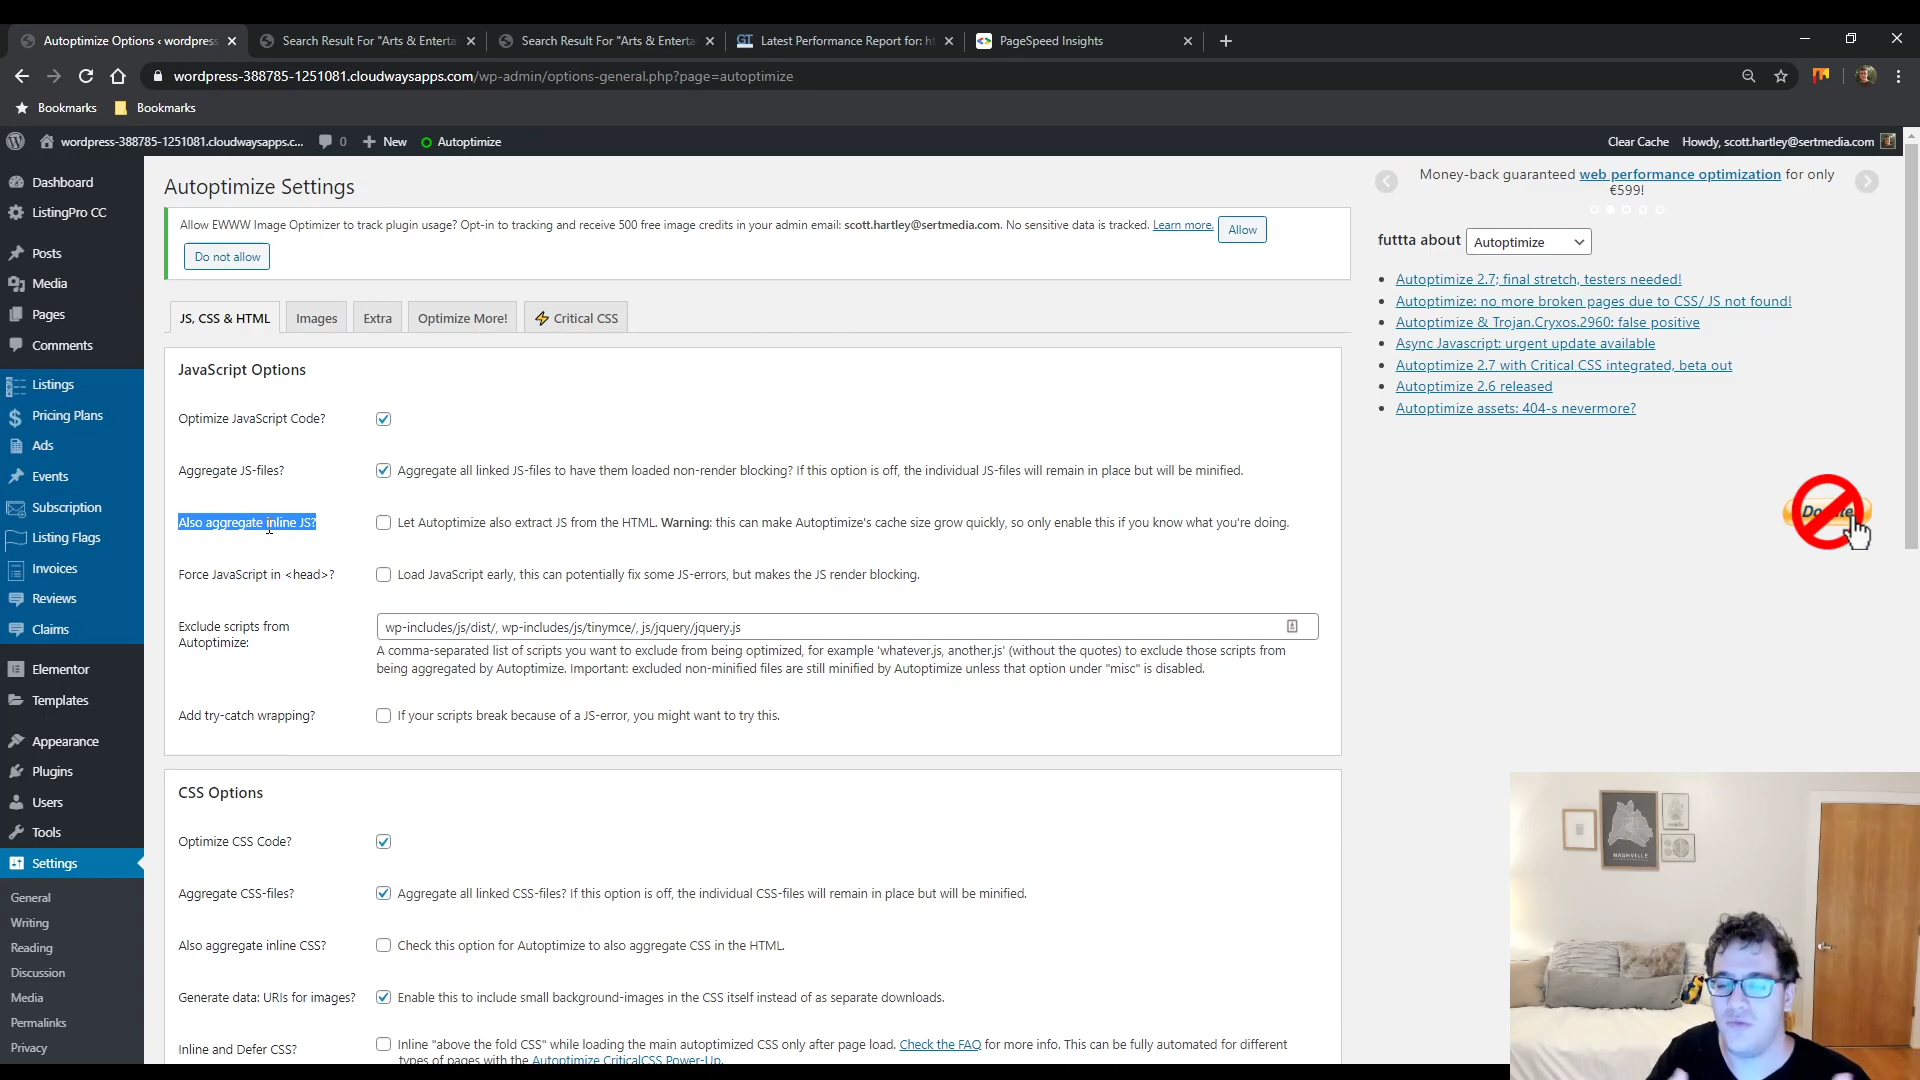 Autoptimize Options ‹ wordpress
Search Result For "Arts & Enterta
Search Result For "Arts & Enterta
Latest Performance Report for: ht
PageSpeed Insights
wordpress-388785-1251081.cloudwaysapps.com/wp-admin/options-general.php?page=autoptimize
Bookmarks
Bookmarks
wordpress-388785-1251081.cloudwaysapps.c...
0
New
Autoptimize
Clear Cache
Howdy, scott.hartley@sertmedia.com
Dashboard
ListingPro CC
Posts
Media
Pages
Comments
Listings
Pricing Plans
Ads
Events
Subscription
Listing Flags
Invoices
Reviews
Claims
Elementor
Templates
Appearance
Plugins
Users
Tools
Settings
General
Writing
Reading
Discussion
Media
Permalinks
Privacy
Autoptimize Settings
Allow EWWW Image Optimizer to track plugin usage? Opt-in to tracking and receive 500 free image credits in your admin email: scott.hartley@sertmedia.com. No sensitive data is tracked. Learn more. Allow
Do not allow
JS, CSS & HTML
Images
Extra
Optimize More!
Critical CSS
JavaScript Options
Optimize JavaScript Code?
Aggregate JS-files?
Aggregate all linked JS-files to have them loaded non-render blocking? If this option is off, the individual JS-files will remain in place but will be minified.
Also aggregate inline JS?
Let Autoptimize also extract JS from the HTML. Warning: this can make Autoptimize's cache size grow quickly, so only enable this if you know what you're doing.
Force JavaScript in <head>?
Load JavaScript early, this can potentially fix some JS-errors, but makes the JS render blocking.
Exclude scripts from
Autoptimize:
wp-includes/js/dist/, wp-includes/js/tinymce/, js/jquery/jquery.js
A comma-separated list of scripts you want to exclude from being optimized, for example 'whatever.js, another.js' (without the quotes) to exclude those scripts from
being aggregated by Autoptimize. Important: excluded non-minified files are still minified by Autoptimize unless that option under "misc" is disabled.
Add try-catch wrapping?
If your scripts break because of a JS-error, you might want to try this.
CSS Options
Optimize CSS Code?
Aggregate CSS-files?
Aggregate all linked CSS-files? If this option is off, the individual CSS-files will remain in place but will be minified.
Also aggregate inline CSS?
Check this option for Autoptimize to also aggregate CSS in the HTML.
Generate data: URIs for images?
Enable this to include small background-images in the CSS itself instead of as separate downloads.
Inline and Defer CSS?
Inline "above the fold CSS" while loading the main autoptimized CSS only after page load. Check the FAQ for more info. This can be fully automated for different
types of pages with the Autoptimize CriticalCSS Power-Up.
Money-back guaranteed web performance optimization for only
€599!
futtta about
Autoptimize
Autoptimize 2.7; final stretch, testers needed!
Autoptimize: no more broken pages due to CSS/ JS not found!
Autoptimize & Trojan.Cryxos.2960: false positive
Async Javascript: urgent update available
Autoptimize 2.7 with Critical CSS integrated, beta out
Autoptimize 2.6 released
Autoptimize assets: 404-s nevermore?
Donate
NASHVILLE